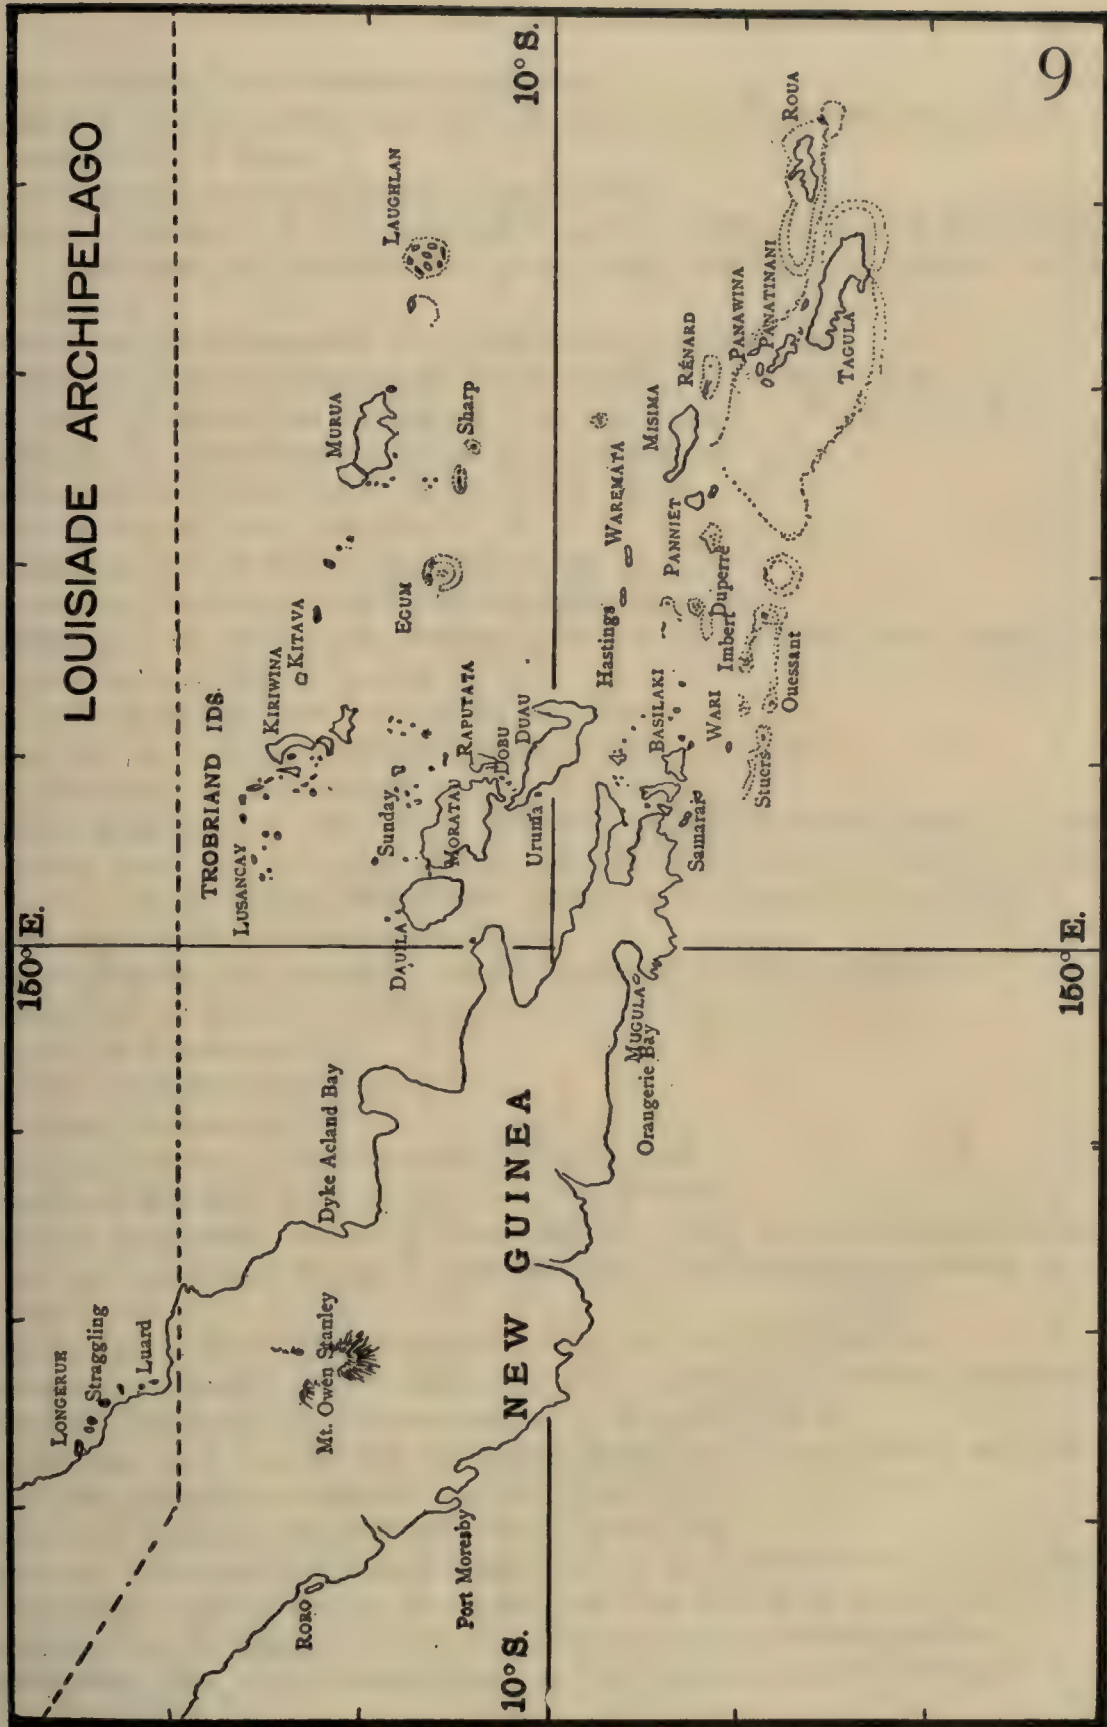 LOUISIADE ARCHIPELAGO
150° E.
10° S.
LONGERUE
Straggling
Luard
TROBRIAND IDS.
LUSANCAY
KIRIWINA
KITAVA
MURUA
LAUGHLAN
Dyke Acland Bay
Mt. Owen Stanley
RORO
Port Moresby
DAUILA
Sunday
MORATAU
RAPUTATA
DOBU
DUAU
Uruma
EGUM
Sharp
10° S.
NEW GUINEA
MUGULA
Orangerie Bay
Samarai
BASILAKI
Hastings
WAREMATA
WARI
PANNIET
MISIMA
RÉNARD
Duperre
Imbert
Stuers
Ouessant
PANAWINA
PANATINANI
TAGULA
ROUA
150° E.
9